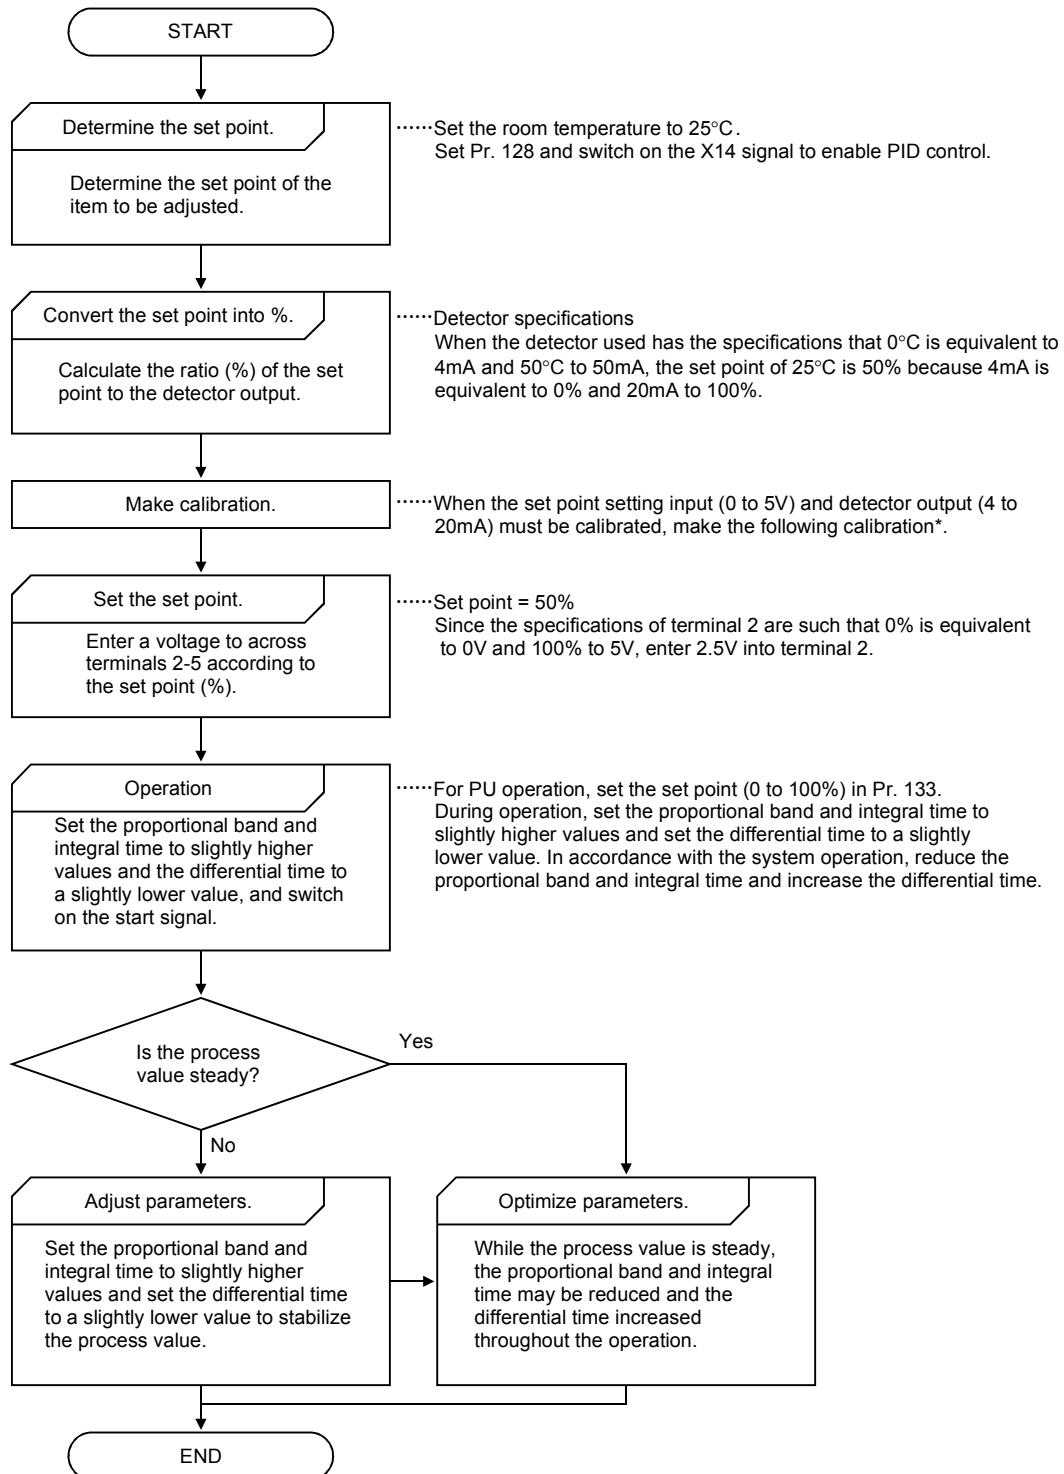 START
Determine the set point.
Determine the set point of the
item to be adjusted.
······Set the room temperature to 25°C.
Set Pr. 128 and switch on the X14 signal to enable PID control.
Convert the set point into %.
Calculate the ratio (%) of the set
point to the detector output.
······Detector specifications
When the detector used has the specifications that 0°C is equivalent to
4mA and 50°C to 50mA, the set point of 25°C is 50% because 4mA is
equivalent to 0% and 20mA to 100%.
Make calibration.
······When the set point setting input (0 to 5V) and detector output (4 to
20mA) must be calibrated, make the following calibration*.
Set the set point.
Enter a voltage to across
terminals 2-5 according to
the set point (%).
······Set point = 50%
Since the specifications of terminal 2 are such that 0% is equivalent
to 0V and 100% to 5V, enter 2.5V into terminal 2.
Operation
Set the proportional band and
integral time to slightly higher
values and the differential time to
a slightly lower value, and switch
on the start signal.
······For PU operation, set the set point (0 to 100%) in Pr. 133.
During operation, set the proportional band and integral time to
slightly higher values and set the differential time to a slightly
lower value. In accordance with the system operation, reduce the
proportional band and integral time and increase the differential time.
Is the process
value steady?
Yes
No
Adjust parameters.
Set the proportional band and
integral time to slightly higher
values and set the differential time
to a slightly lower value to stabilize
the process value.
Optimize parameters.
While the process value is steady,
the proportional band and integral
time may be reduced and the
differential time increased
throughout the operation.
END